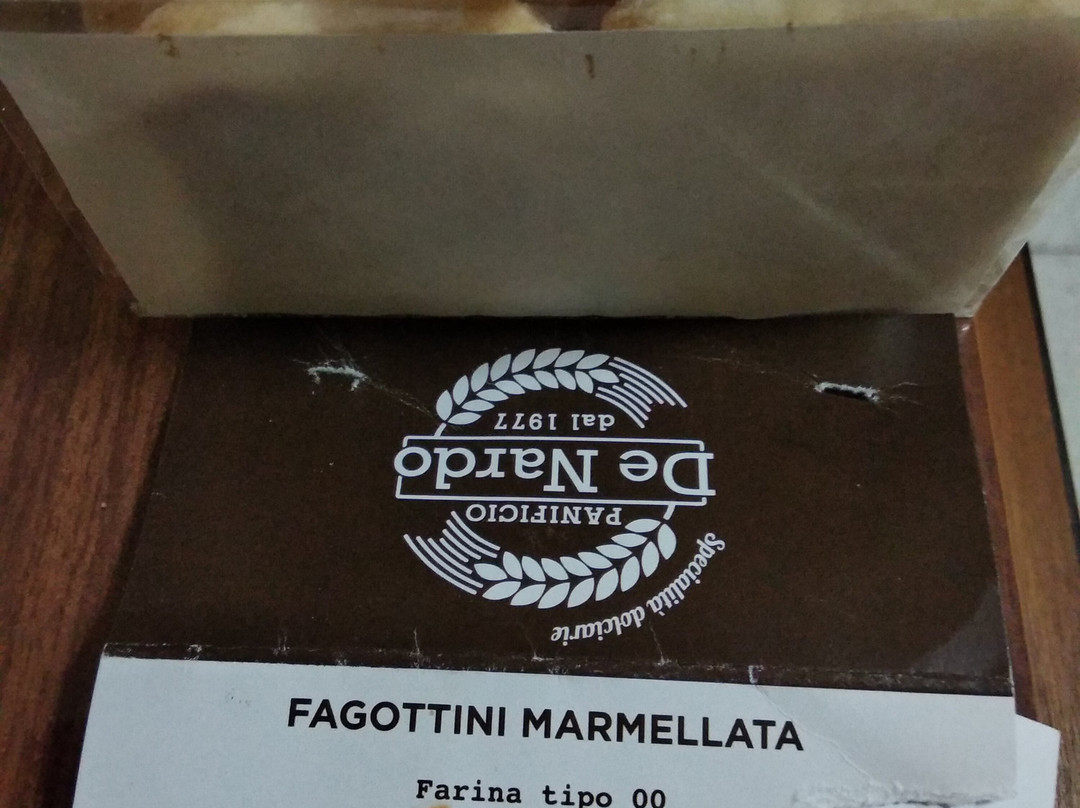 PANIFICIO
De Nardo
dal 1977
Specialità dolciarie
FAGOTTINI MARMELLATA
Farina tipo 00